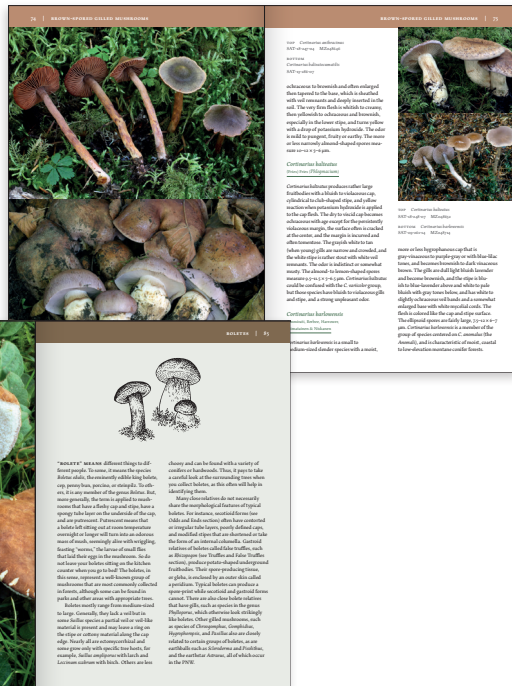 74 | BROWN-SPORED GILLED MUSHROOMS
BROWN-SPORED GILLED MUSHROOMS | 75
TOP Cortinarius
BOTTOM
ochraceous to brownish and often enlarged
then tapered to the base, which is sheathed
with veil remnants and deeply inserted in the
soil. The very firm flesh is whitish to creamy,
then yellowish to ochraceous and brownish,
especially in the lower stipe, and turns yellow
with a drop of potassium hydroxide. The odor
is mild to pungent, fruity or earthy. The more
or less narrowly almond-shaped spores mea-
sure 10–12 × 5–6 µm.
Cortinarius balteatus
Cortinarius balteatus produces rather large
fruitbodies with a bluish to violaceous cap,
cylindrical to club-shaped stipe, and yellow
reaction when potassium hydroxide is applied
to the cap flesh. The dry to viscid cap becomes
ochraceous with age except for the persistently
violaceous margin, the surface often is cracked
at the center, and the margin is incurved and
often tomentose. The grayish white to tan
(when young) gills are narrow and crowded, and
the white stipe is rather stout with white veil
remnants. The odor is indistinct or somewhat
musty. The almond- to lemon-shaped spores
could be confused with the C. varicolor group,
but those species have bluish to violaceous gills
and stipe, and a strong unpleasant odor.
Cortinarius barlowensis
is a small to
medium-sized slender species with a moist,
TOP Cortinarius balteatus
BOTTOM Cortinarius barlowensis
more or less hygrophanous cap that is
gray-vinaceous to purple-gray or with blue-lilac
tones, and becomes brownish to dark vinaceous
brown. The gills are dull light bluish lavender
and become brownish, and the stipe is blu-
ish to blue-lavender above and white to pale
bluish with gray tones below, and has white to
slightly ochraceous veil bands and a somewhat
enlarged base with white mycelial cords. The
flesh is colored like the cap and stipe surface.
The ellipsoid spores are fairly large, 7.5–10 × 6–7
µm. Cortinarius barlowensis is a member of the
group of species centered on C. anomalus (the
Anomali), and is characteristic of moist, coastal
to low-elevation montane conifer forests.
BOLETES | 85
"BOLETE" MEANS different things to dif-
ferent people. To some, it means the species
Boletus edulis, the eminently edible king bolete,
cep, penny bun, porcino, or steinpilz. To oth-
ers, it is any member of the genus Boletus. But,
more generally, the term is applied to mush-
rooms that have a fleshy cap and stipe, have a
spongy tube layer on the underside of the cap,
and are putrescent. Putrescent means that
a bolete left sitting out at room temperature
overnight or longer will turn into an odorous
mass of mush, seemingly alive with wriggling,
feasting "worms," the larvae of small flies
that laid their eggs in the mushroom. So do
not leave your boletes sitting on the kitchen
counter when you go to bed! The boletes, in
this sense, represent a well-known group of
mushrooms that are most commonly collected
in forests, although some can be found in
parks and other areas with appropriate trees.
Boletes mostly range from medium-sized
to large. Generally, they lack a veil but in
some Suillus species a partial veil or veil-like
material is present and may leave a ring on
the stipe or cottony material along the cap
edge. Nearly all are ectomycorrhizal and
some grow only with specific tree hosts, for
example, Suillus ampliporus with larch and
Leccinum scabrum with birch. Others are less
choosy and can be found with a variety of
conifers or hardwoods. Thus, it pays to take
a careful look at the surrounding trees when
you collect boletes, as this often will help in
identifying them.
Many close relatives do not necessarily
share the morphological features of typical
boletes. For instance, secotioid forms (see
Odds and Ends section) often have contorted
or irregular tube layers, poorly defined caps,
and modified stipes that are shortened or take
the form of an internal columella. Gastroid
relatives of boletes called false truffles, such
as Rhizopogon (see Truffles and False Truffles
section), produce potato-shaped underground
fruitbodies. Their spore-producing tissue,
or gleba, is enclosed by an outer skin called
a peridium. Typical boletes can produce a
spore-print while secotioid and gastroid forms
cannot. There are also close bolete relatives
that have gills, such as species in the genus
Phylloporus, which otherwise look strikingly
like boletes. Other gilled mushrooms, such
as species of Chroogomphus, Gomphidius,
Hygrophoropsis, and Paxillus also are closely
related to certain groups of boletes, as are
earthballs such as Scleroderma and Pisolithus,
and the earthstar Astraeus, all of which occur
in the PNW.